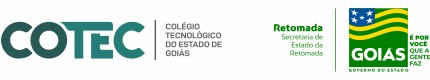 COTEC
COLÉGIO
TECNOLÓGICO
DO ESTADO DE
GOIÁS
Retomada
Secretaria de
Estado da
Retomada
GOIÁS
GOVERNO DO ESTADO
É POR
VOCÊ
QUE A
GENTE
FAZ